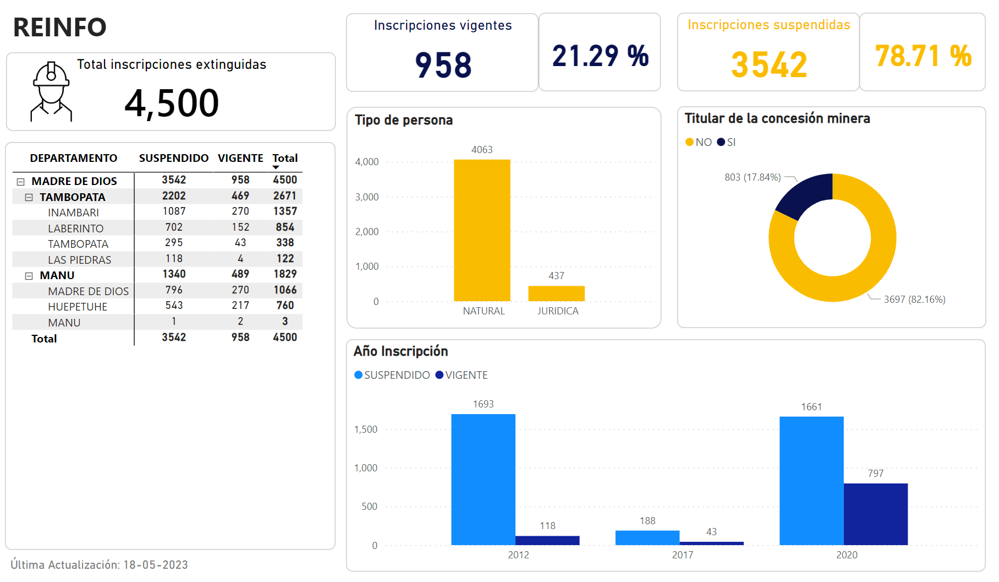 REINFO
Total inscripciones extinguidas
4,500
Inscripciones vigentes
958
21.29 %
Inscripciones suspendidas
3542
78.71 %
DEPARTAMENTO SUSPENDIDO VIGENTE Total
MADRE DE DIOS 3542 958 4500
TAMBOPATA 2202 469 2671
INAMBARI 1087 270 1357
LABERINTO 702 152 854
TAMBOPATA 295 43 338
LAS PIEDRAS 118 4 122
MANU 1340 489 1829
MADRE DE DIOS 796 270 1066
HUEPETUHE 543 217 760
MANU 1 2 3
Total 3542 958 4500
Última Actualización: 18-05-2023
Tipo de persona
4063
4,000
3,000
2,000
1,000
437
0
NATURAL JURIDICA
Titular de la concesión minera
NO SI
803 (17.84%)
3697 (82.16%)
Año Inscripción
SUSPENDIDO VIGENTE
1693
1661
1,500
1,000
797
500
118
188
43
0
2012 2017 2020